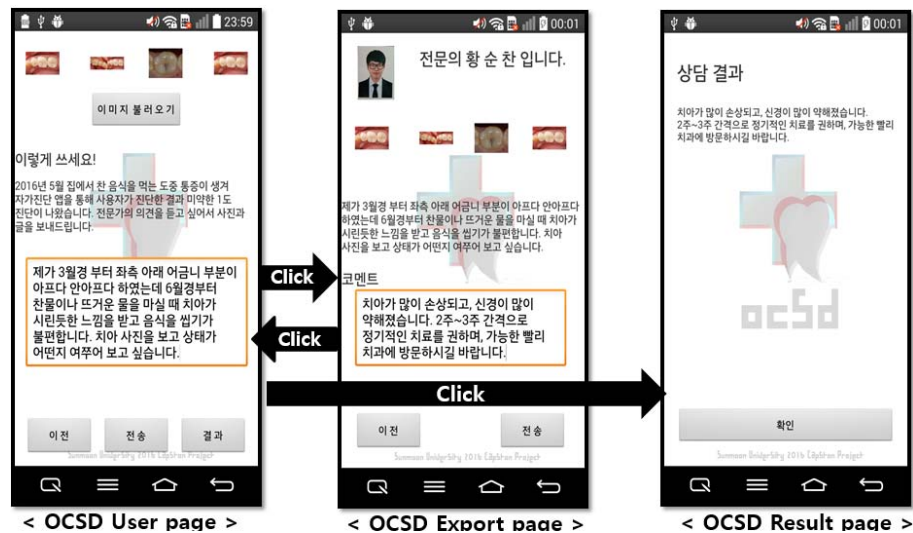 23:59
이미지 불러오기
이렇게 쓰세요!
2016년 5월 집에서 찬 음식을 먹는 도중 통증이 생겨
자가진단 앱을 통해 사용자가 진단한 결과 미약한 1도
진단이 나왔습니다. 전문가의 의견을 듣고 싶어서 사진과
글을 보내드립니다.
제가 3월경 부터 좌측 아래 어금니 부분이
아프다 안아프다 하였는데 6월경부터
찬물이나 뜨거운 물을 마실 때 치아가
시린듯한 느낌을 받고 음식을 씹기가
불편합니다. 치아 사진을 보고 상태가
어떤지 여쭈어 보고 싶습니다.
이전
전송
결과
Sunmoon University 2016 CapSton Project
< OCSD User page >
Click
Click
Click
00:01
전문의 황 순 찬 입니다.
제가 3월경 부터 좌측 아래 어금니 부분이 아프다 안아프다
하였는데 6월경부터 찬물이나 뜨거운 물을 마실 때 치아가
시린듯한 느낌을 받고 음식을 씹기가 불편합니다. 치아
사진을 보고 상태가 어떤지 여쭈어 보고 싶습니다.
코멘트
치아가 많이 손상되고, 신경이 많이
약해졌습니다. 2주~3주 간격으로
정기적인 치료를 권하며, 가능한 빨리
치과에 방문하시길 바랍니다.
이전
전송
Sunmoon University 2016 CapSton Project
< OCSD Export page >
00:01
상담 결과
치아가 많이 손상되고, 신경이 많이 약해졌습니다.
2주~3주 간격으로 정기적인 치료를 권하며, 가능한 빨리
치과에 방문하시길 바랍니다.
ocSd
확인
Sunmoon University 2016 CapSton Project
< OCSD Result page >